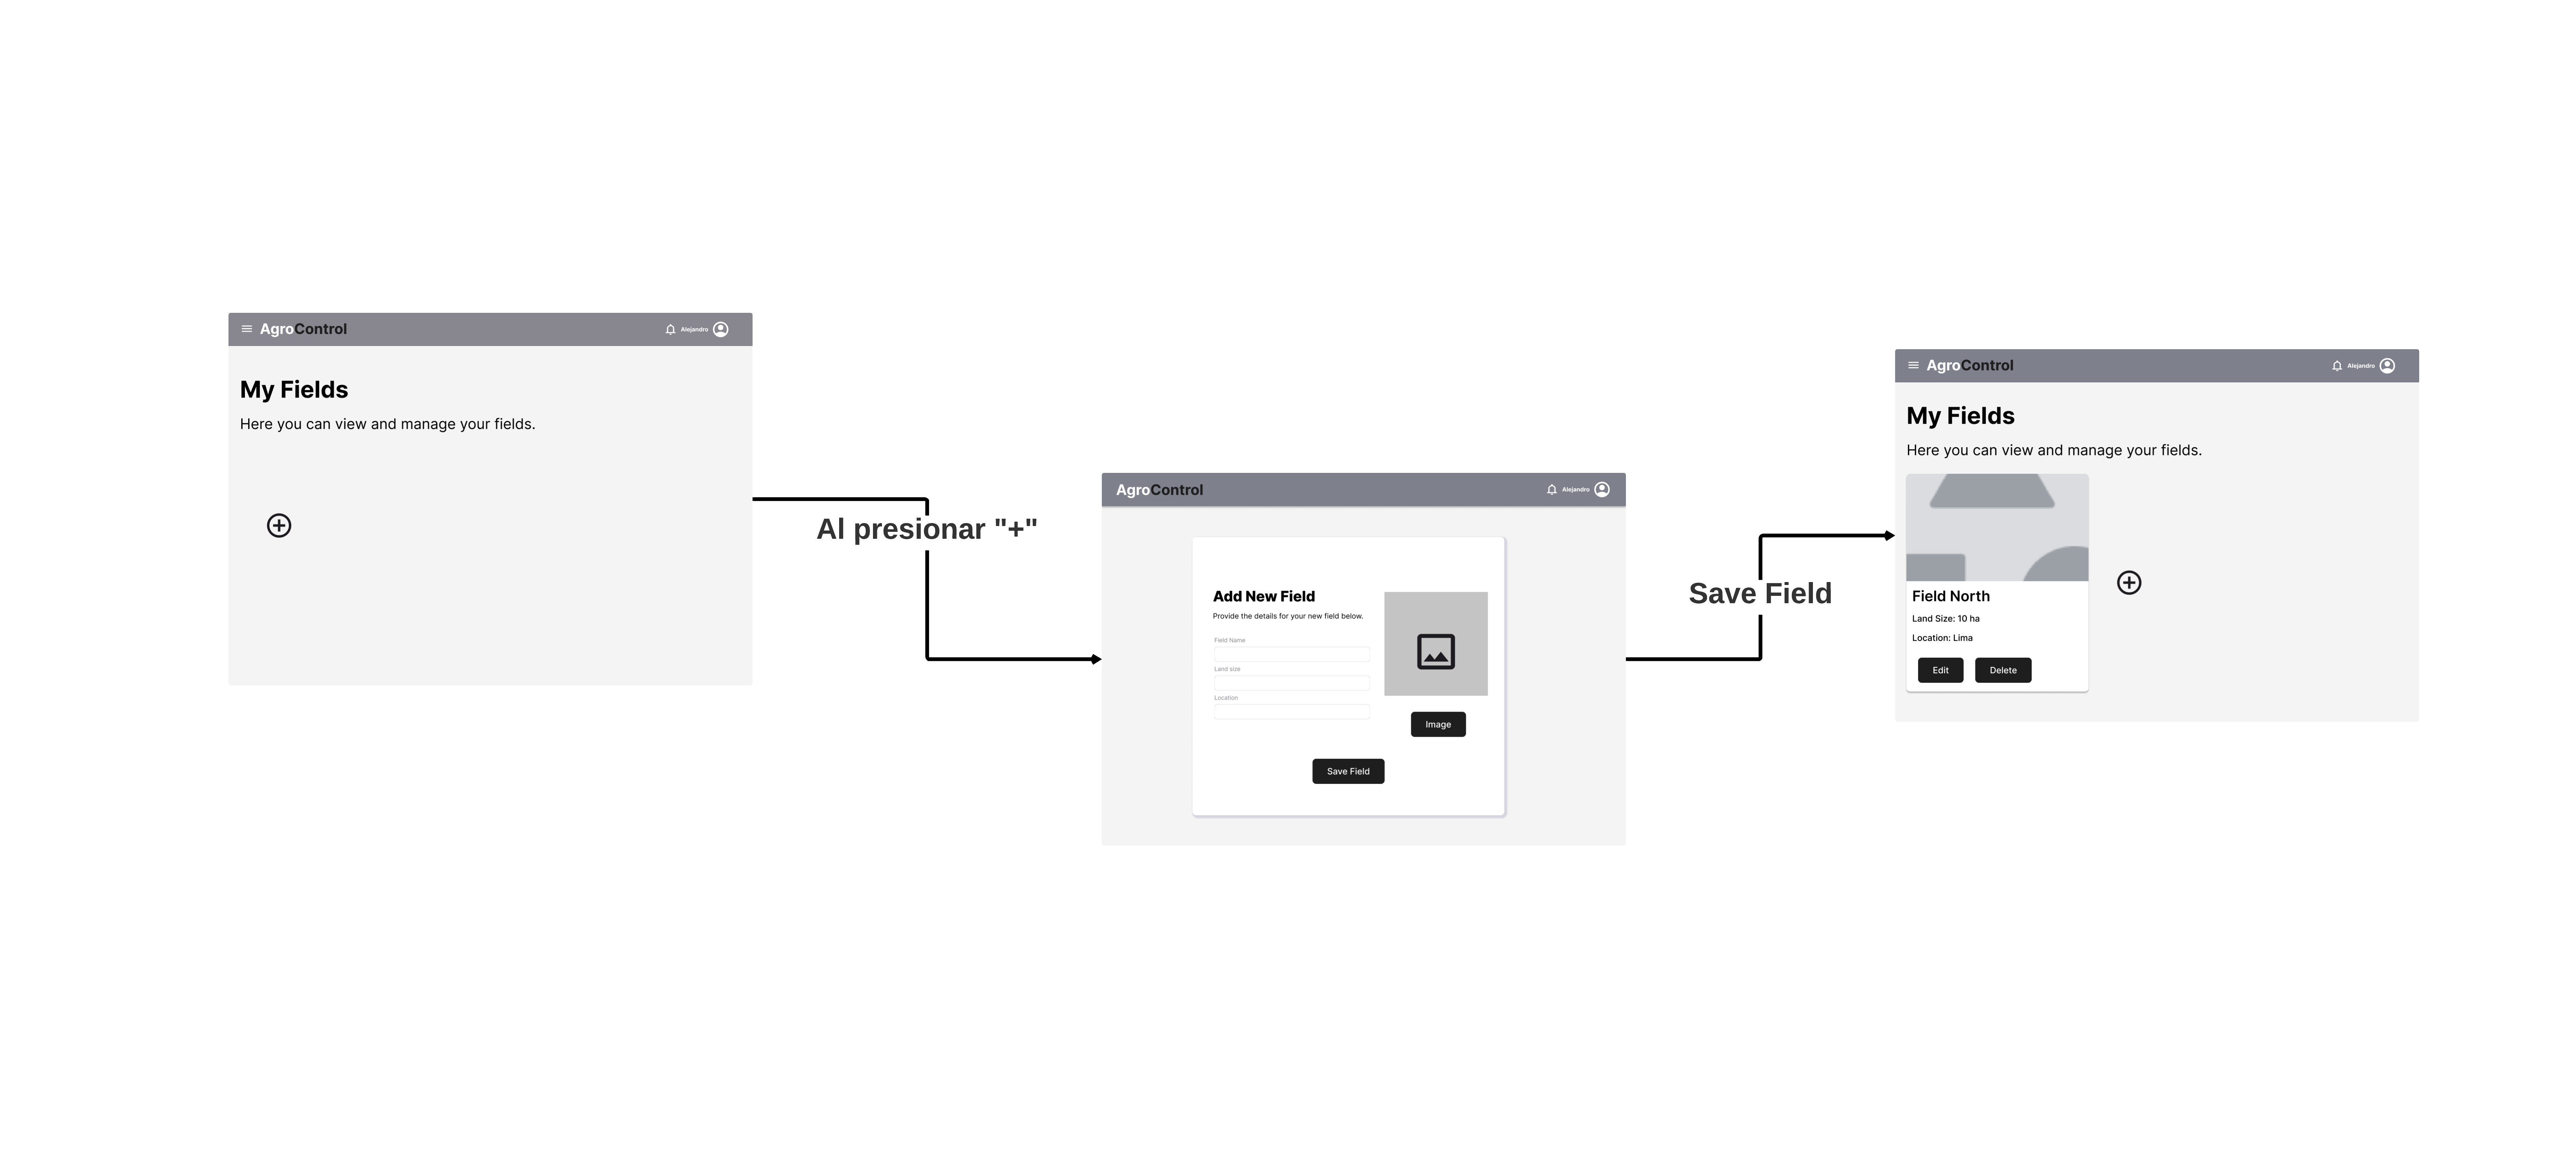 AgroControl
Alejandro
My Fields
Here you can view and manage your fields.
Al presionar "+"
AgroControl
Alejandro
Add New Field
Provide the details for your new field below.
Field Name
Land size
Location
Image
Save Field
Save Field
AgroControl
Alejandro
My Fields
Here you can view and manage your fields.
Field North
Land Size: 10 ha
Location: Lima
Edit
Delete